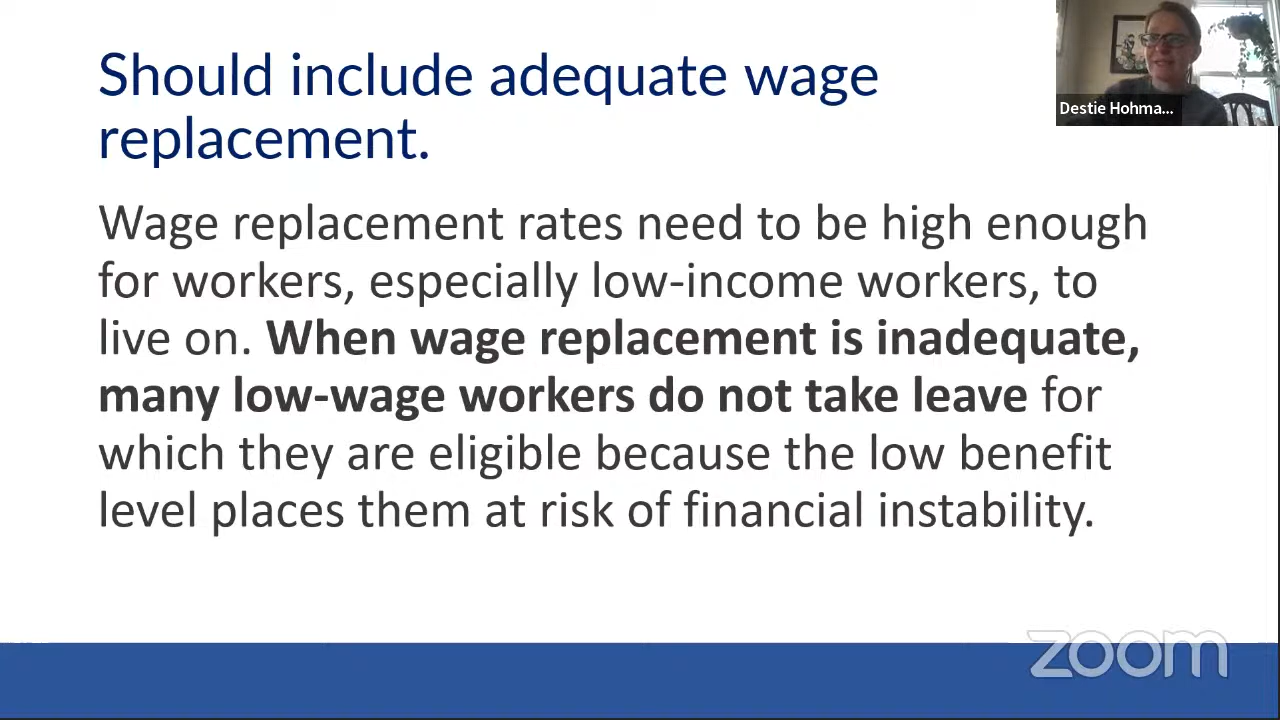 Should include adequate wage
replacement.
Destie Hohma...
Wage replacement rates need to be high enough
for workers, especially low-income workers, to
live on. When wage replacement is inadequate,
many low-wage workers do not take leave for
which they are eligible because the low benefit
level places them at risk of financial instability.
zoom